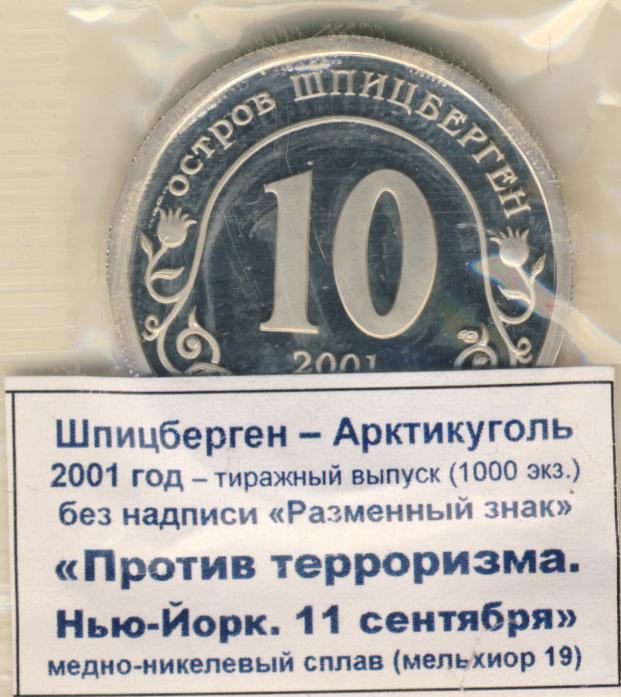 ОСТРОВ ШПИЦБЕРГЕН
10
2001
Шпицберген – Арктикуголь
2001 год – тиражный выпуск (1000 экз.)
без надписи «Разменный знак»
«Против терроризма.
Нью-Йорк. 11 сентября»
медно-никелевый сплав (мельхиор 19)